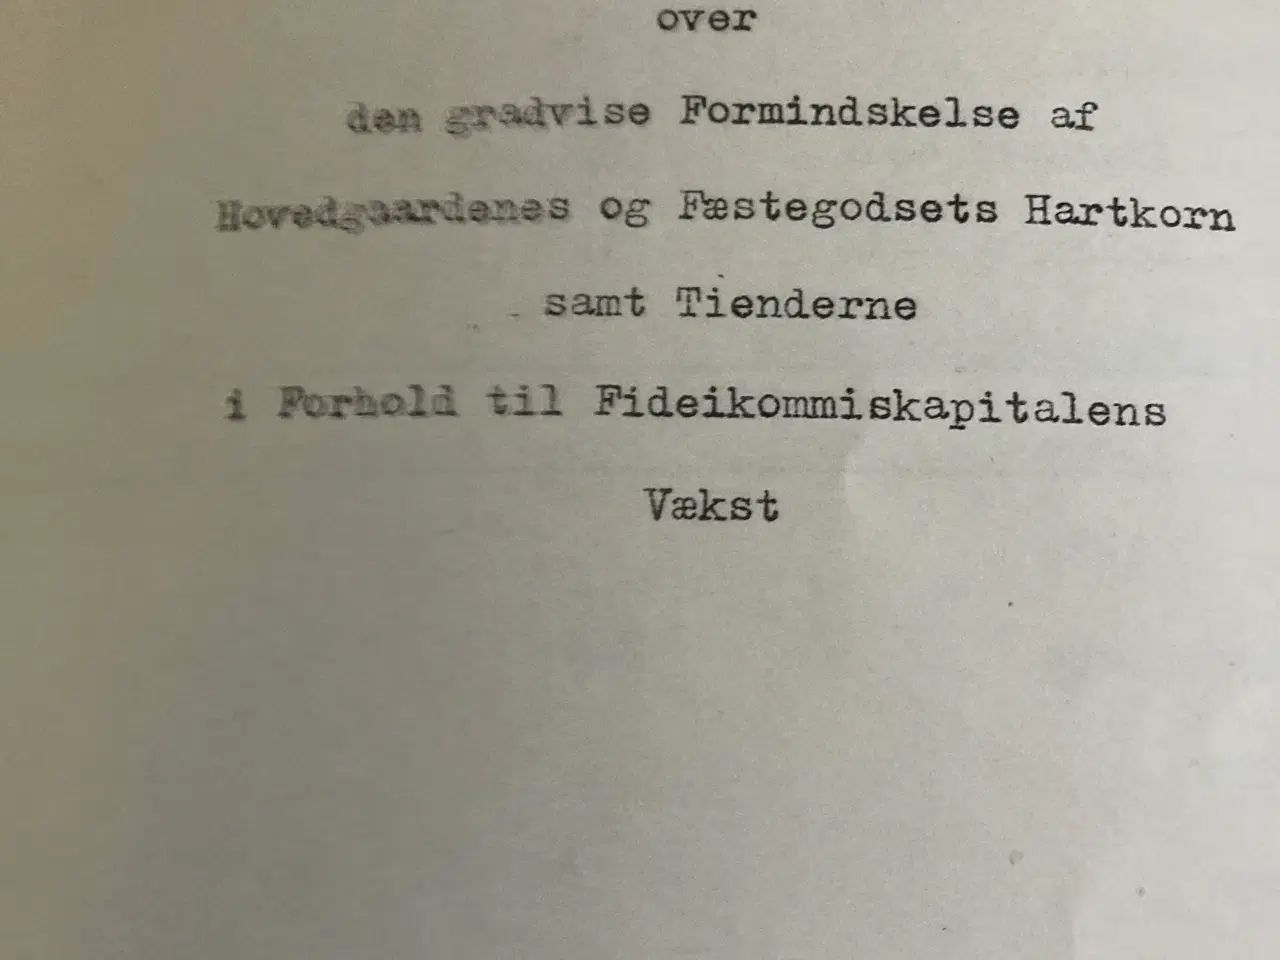 over
den gradvise Formindskelse af
Hovedgaardenes og Fæstegodsets Hartkorn
samt Tienderne
i Forhold til Fideikommiskapitalens
Vækst